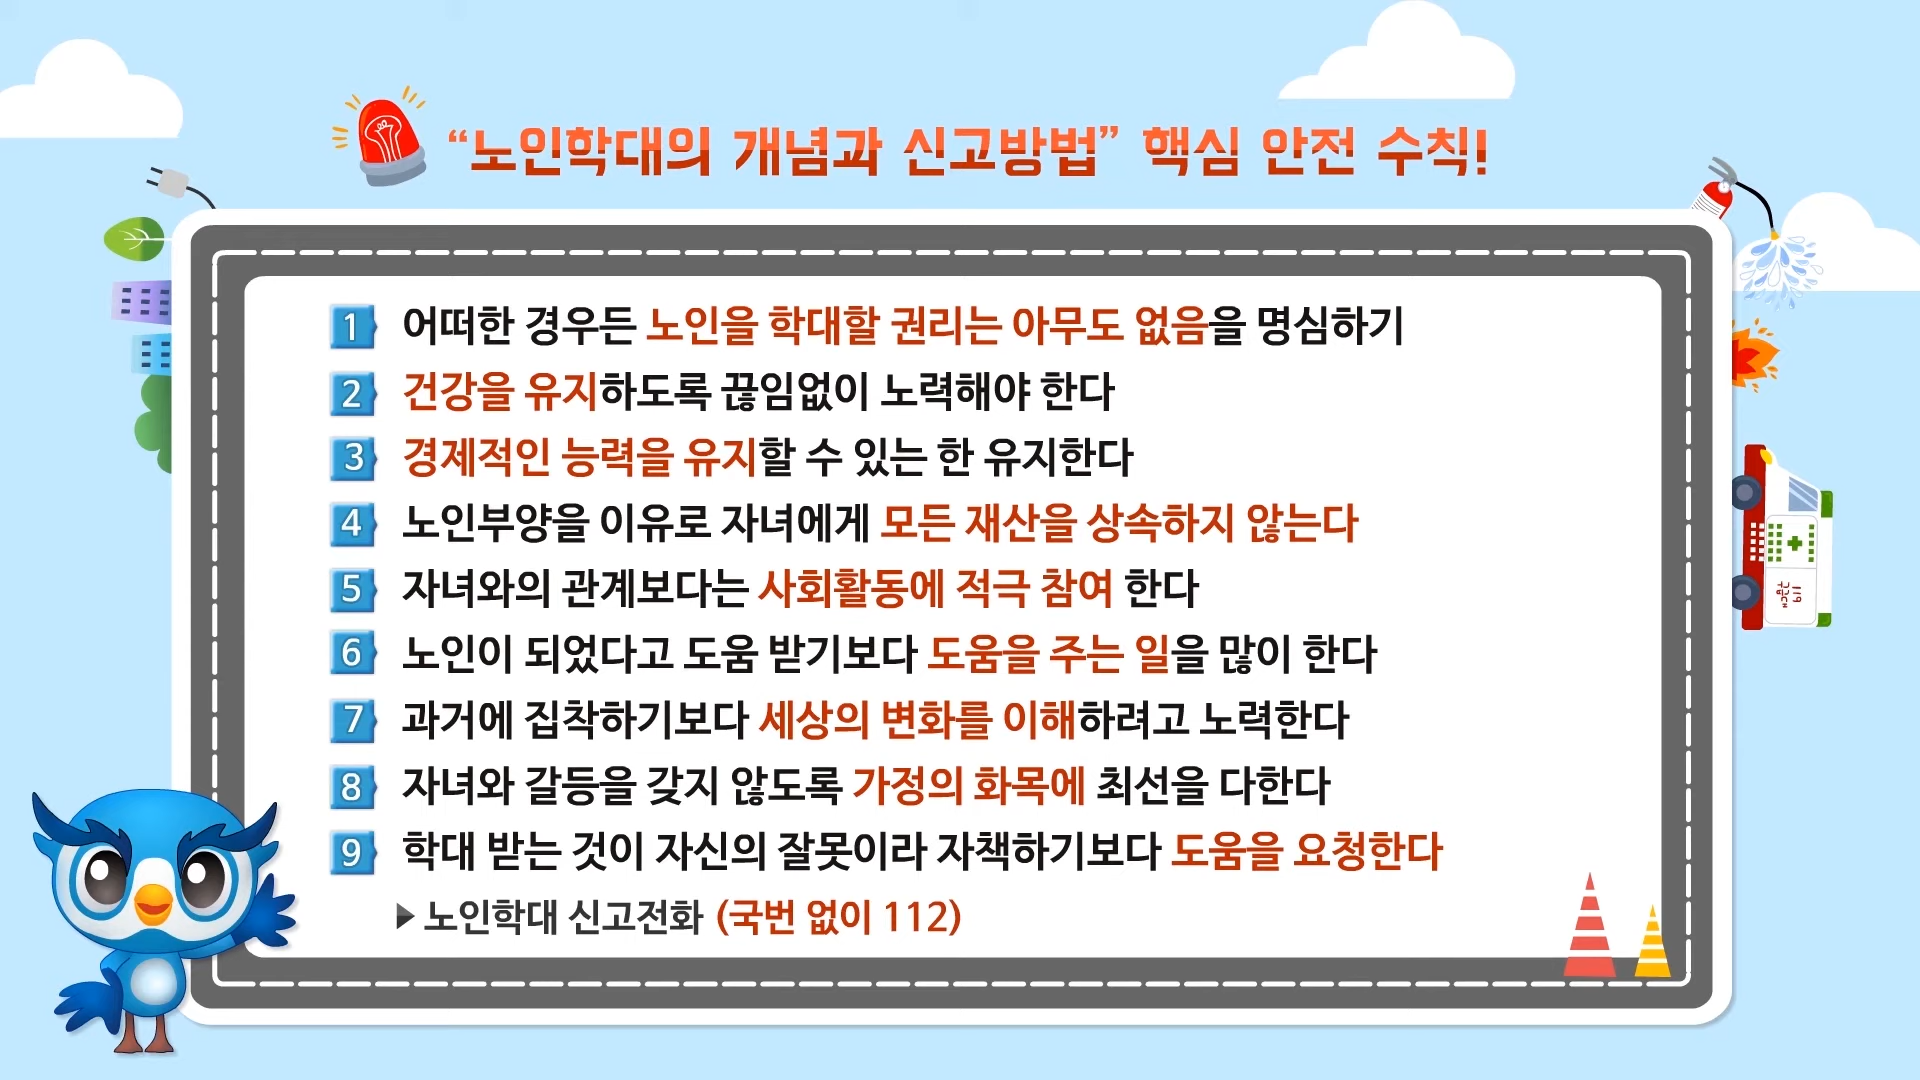 “노인학대의 개념과 신고방법” 핵심 안전 수칙!
1 어떠한 경우든 노인을 학대할 권리는 아무도 없음을 명심하기
2 건강을 유지하도록 끊임없이 노력해야 한다
3 경제적인 능력을 유지할 수 있는 한 유지한다
4 노인부양을 이유로 자녀에게 모든 재산을 상속하지 않는다
5 자녀와의 관계보다는 사회활동에 적극 참여 한다
6 노인이 되었다고 도움 받기보다 도움을 주는 일을 많이 한다
7 과거에 집착하기보다 세상의 변화를 이해하려고 노력한다
8 자녀와 갈등을 갖지 않도록 가정의 화목에 최선을 다한다
9 학대 받는 것이 자신의 잘못이라 자책하기보다 도움을 요청한다
▶ 노인학대 신고전화 (국번 없이 112)
119
구급대